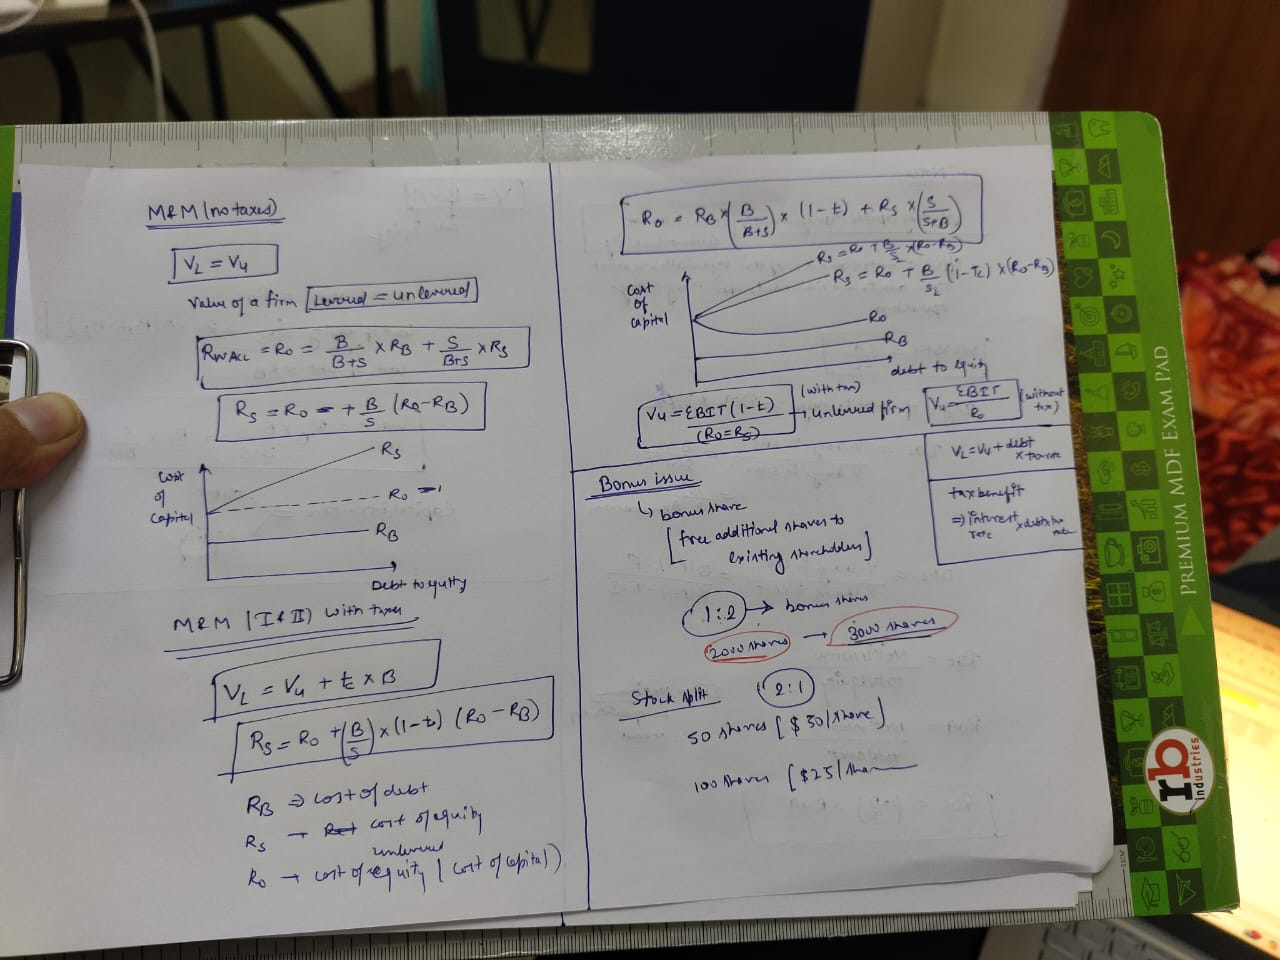 M&M (no taxes)
VL = Vu
Value of a firm Levered = unlevered
RWACC = R0 = B/(B+S) × RB + S/(B+S) × RS
RS = R0 + B/S (R0 - RB)
RS
Cost
of
Capital
R0
RB
Debt to equity
M&M (I & II) with taxes
VL = Vu + t × B
RS = R0 + (B/S) × (1-t) (R0 - RB)
RB ⇒ cost of debt
RS → cost of equity
unlevered
R0 → cost of equity (cost of capital)
R0 = RB × (B/(B+S)) × (1-t) + RS × (S/(S+B))
RS = R0 + B/SL × (R0-RB)
RS = R0 + B/SL (1-Tc) × (R0-RB)
Cost
of
Capital
R0
RB
debt to equity
Vu = EBIT (1-t)/(R0 = RS) (with tax) → unlevered firm
Vu = EBIT/R0 (without tax)
VL = Vu + debt
× tax rate
tax benefit
⇒ interest rate × debt × tax rate
Bonus issue
↳ bonus share
[free additional shares to
existing shareholders]
1:2 → bonus shares
2000 shares → 3000 shares
Stock split 2:1
50 shares [$50/share]
100 shares [$25/share
PREMIUM MDF EXAM PAD
rb
industries